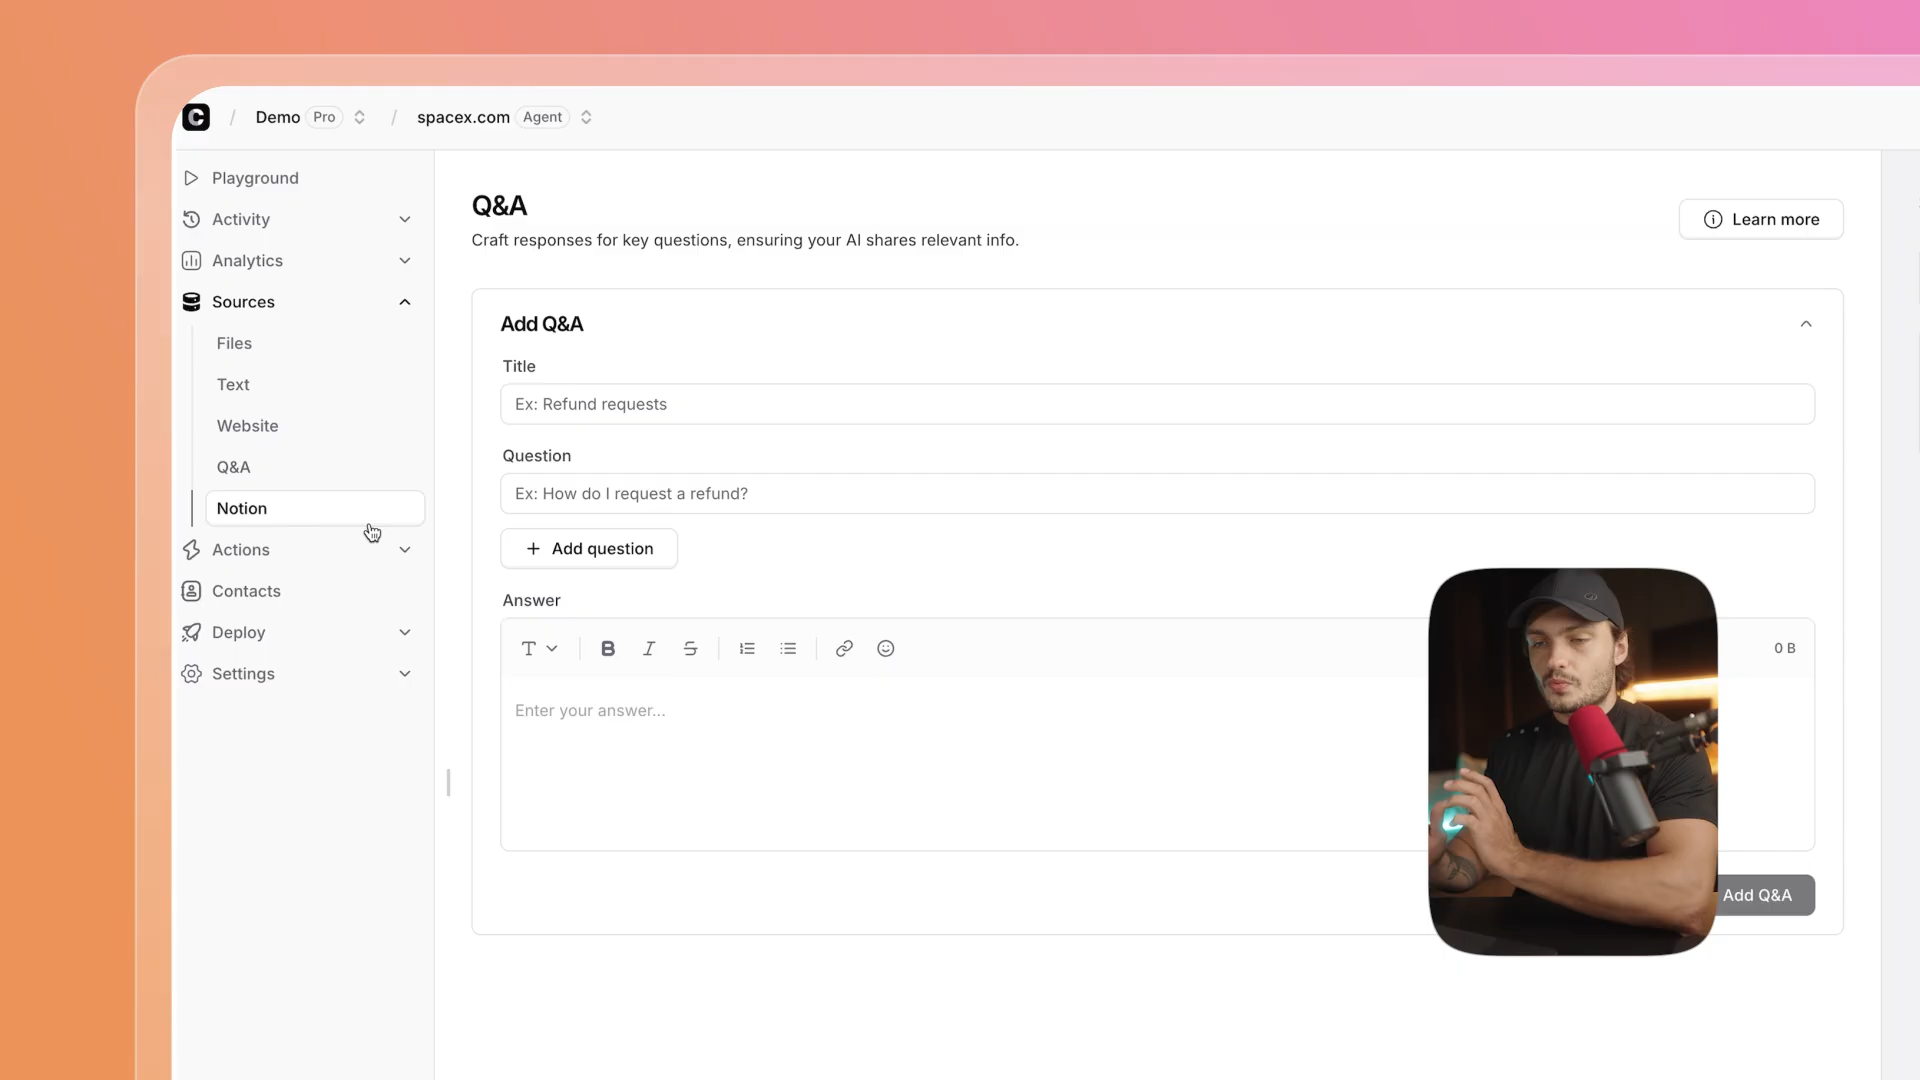 C / Demo Pro / spacex.com Agent
Playground
Activity
Analytics
Sources
Files
Text
Website
Q&A
Notion
Actions
Contacts
Deploy
Settings
Q&A
Craft responses for key questions, ensuring your AI shares relevant info.
Learn more
Add Q&A
Title
Ex: Refund requests
Question
Ex: How do I request a refund?
+ Add question
Answer
T B I S 0 B
Enter your answer...
Add Q&A